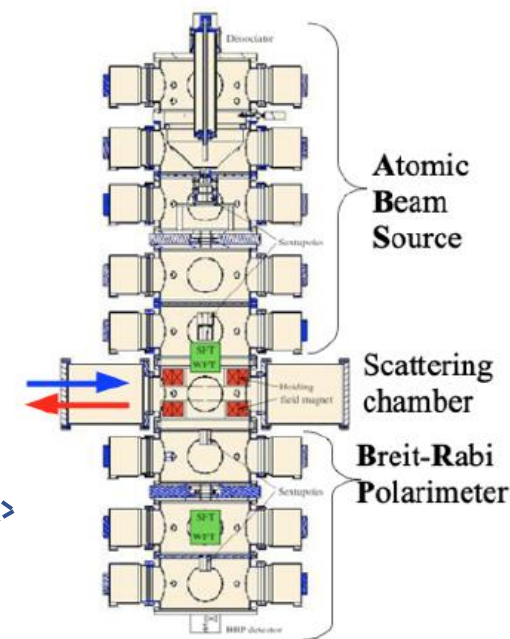 Dissociator
Atomic
Beam
Source
Sextupoles
SFT
WFT
Scattering
chamber
Holding
field magnet
Breit-Rabi
Polarimeter
Sextupoles
SFT
WFT
>
BRP detector